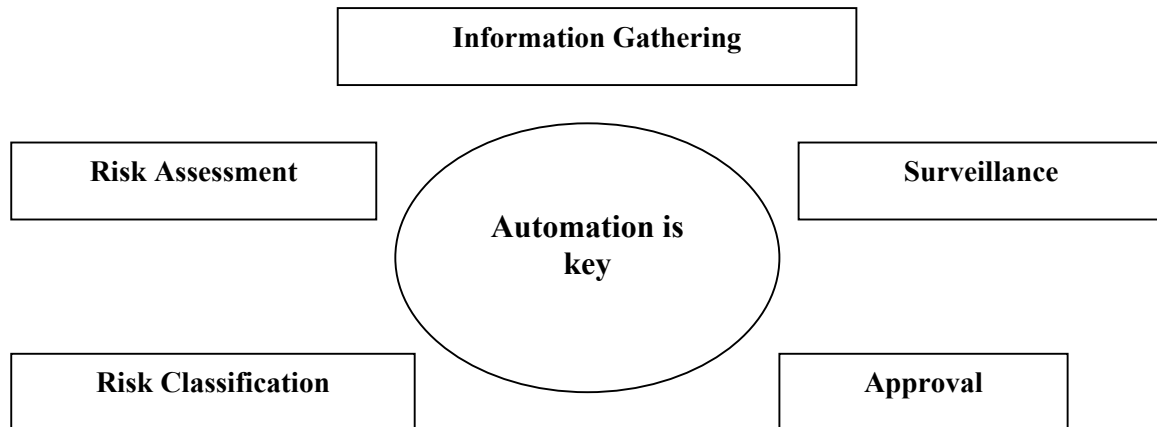 Information Gathering
Risk Assessment
Surveillance
Automation is
key
Risk Classification
Approval